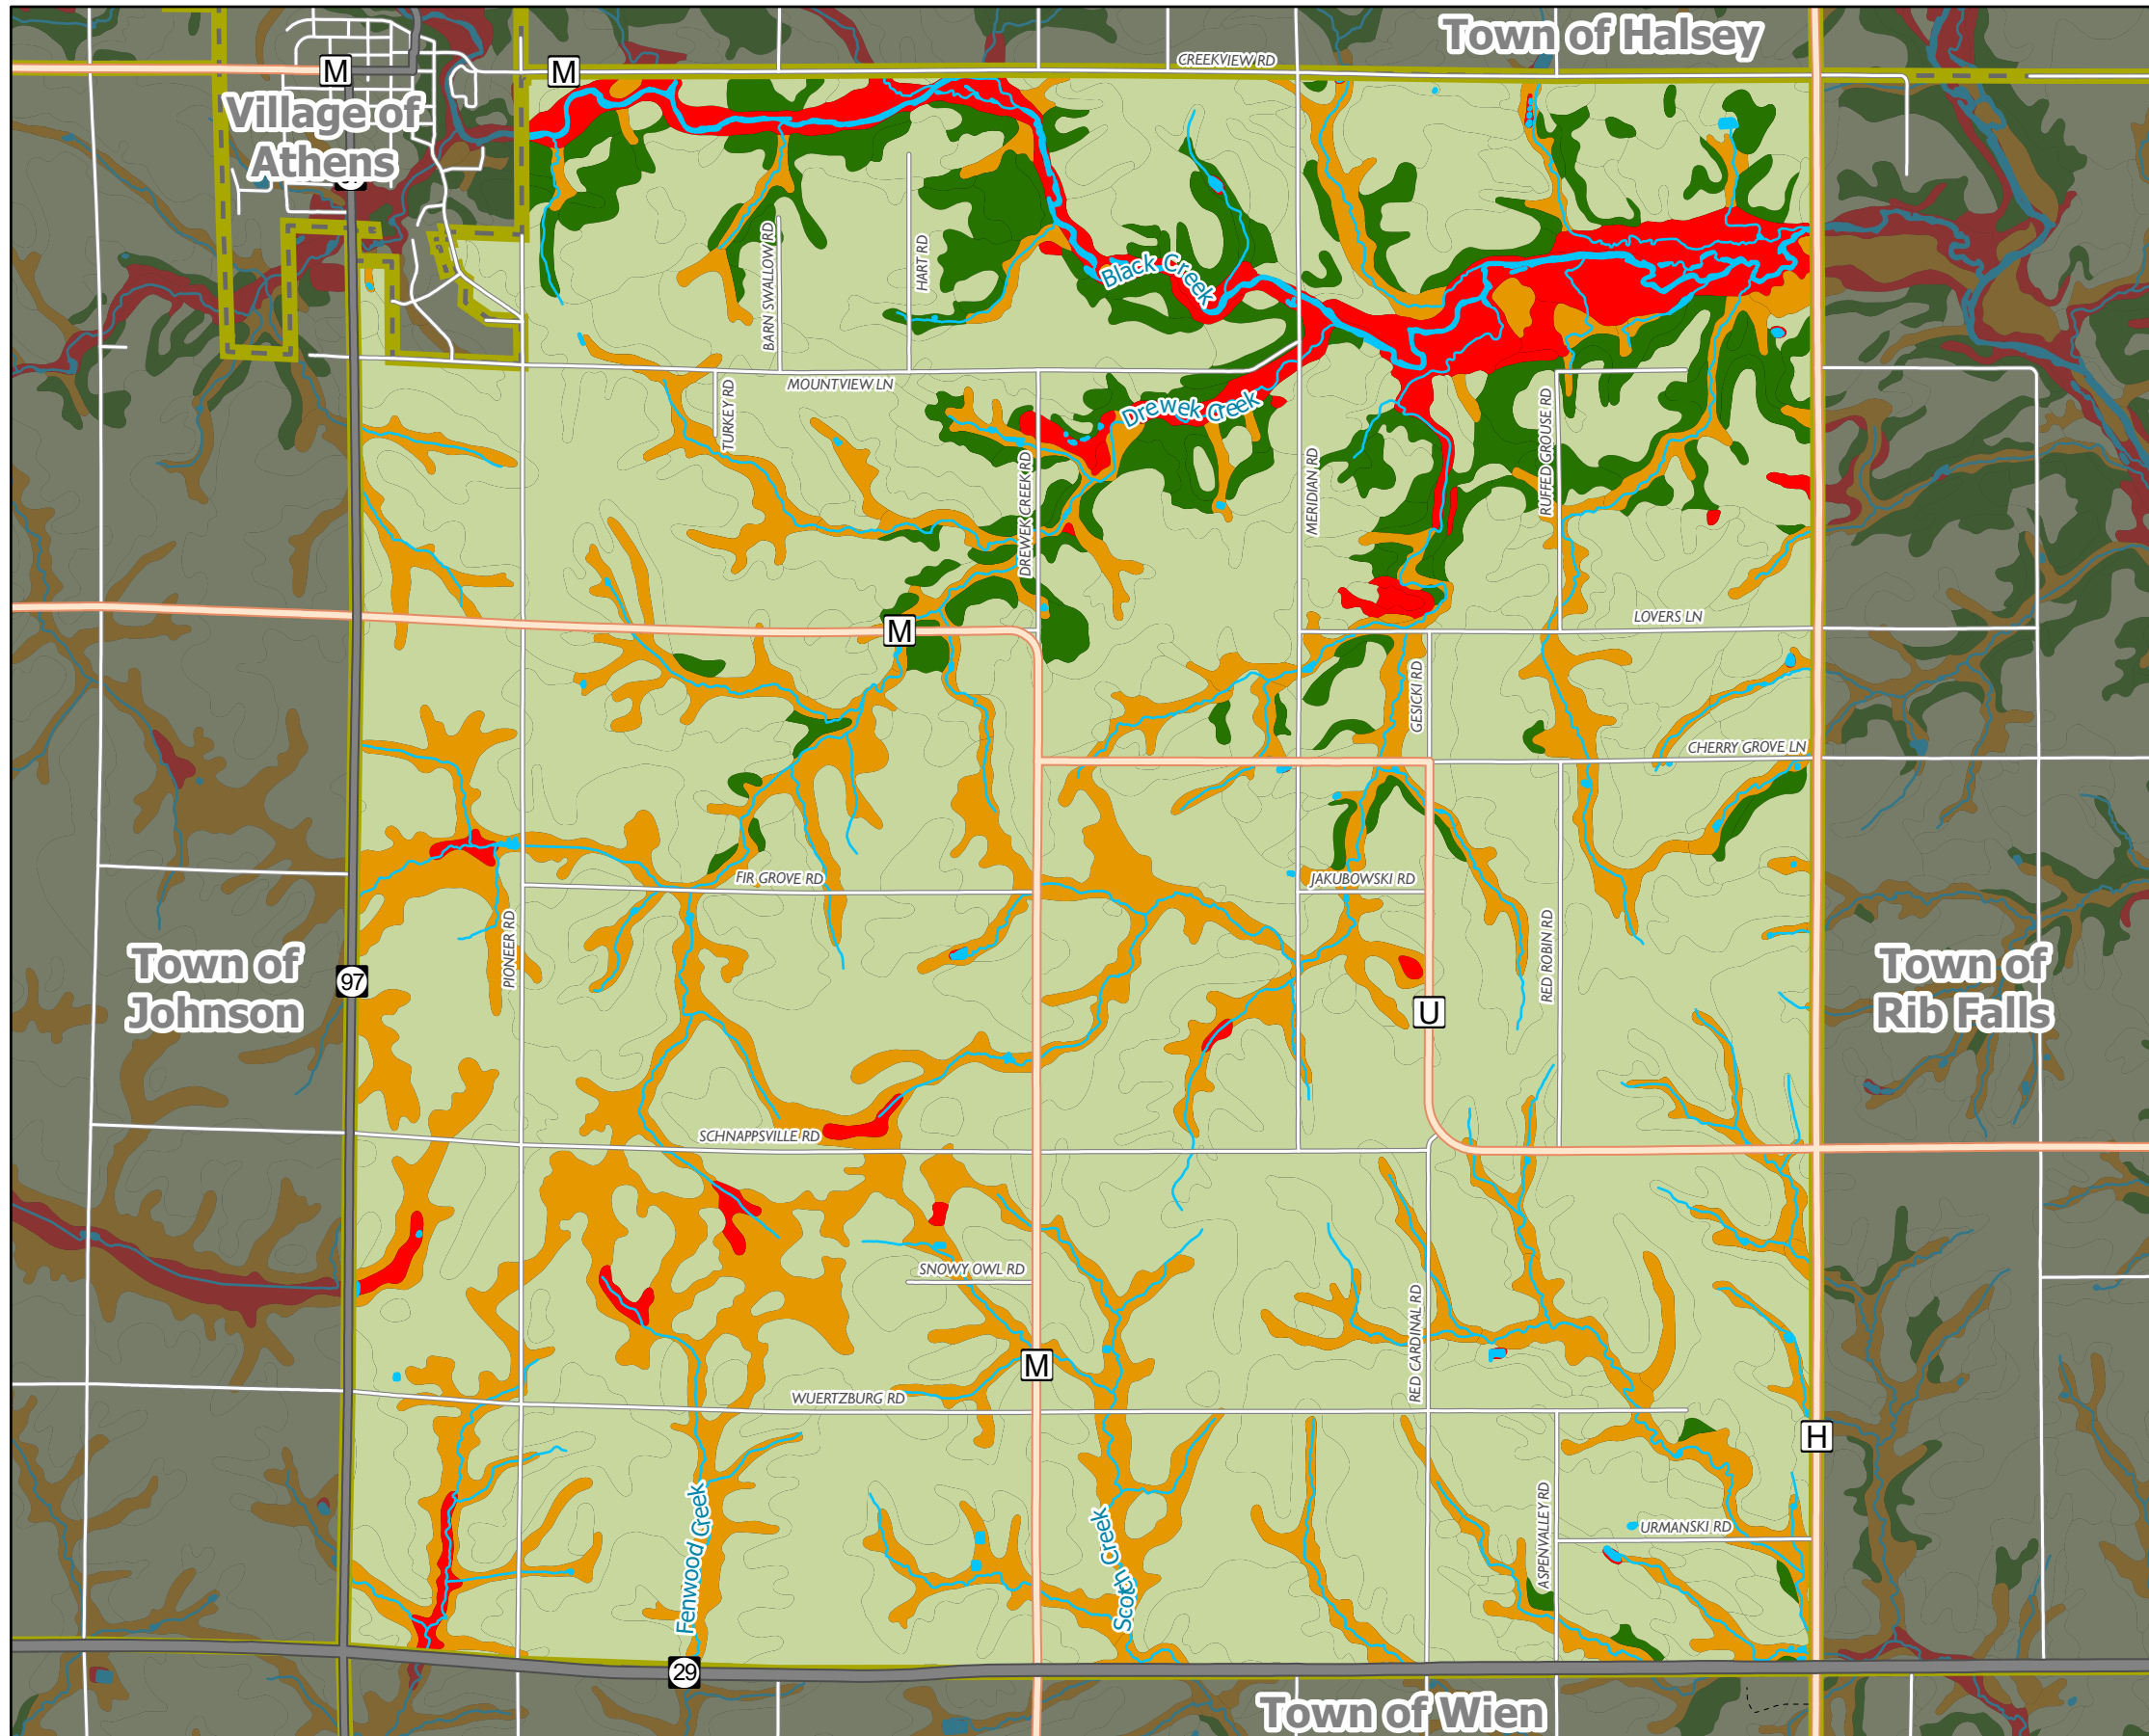 Town of Halsey
CREEKVIEW RD
M
M
Village of
Athens
BARN SWALLOW RD
HART RD
Black Creek
MOUNTVIEW LN
TURKEY RD
Drewek Creek
DREWEK CREEK RD
MERIDIAN RD
RUFFED GROUSE RD
M
LOVERS LN
GESICKI RD
CHERRY GROVE LN
FIR GROVE RD
JAKUBOWSKI RD
PIONEER RD
RED ROBIN RD
Town of
Johnson
97
U
Town of
Rib Falls
SCHNAPPSVILLE RD
SNOWY OWL RD
RED CARDINAL RD
M
WUERTZBURG RD
H
Fenwood Creek
Scotch Creek
ASPENVALLEY RD
URMANSKI RD
29
Town of Wien